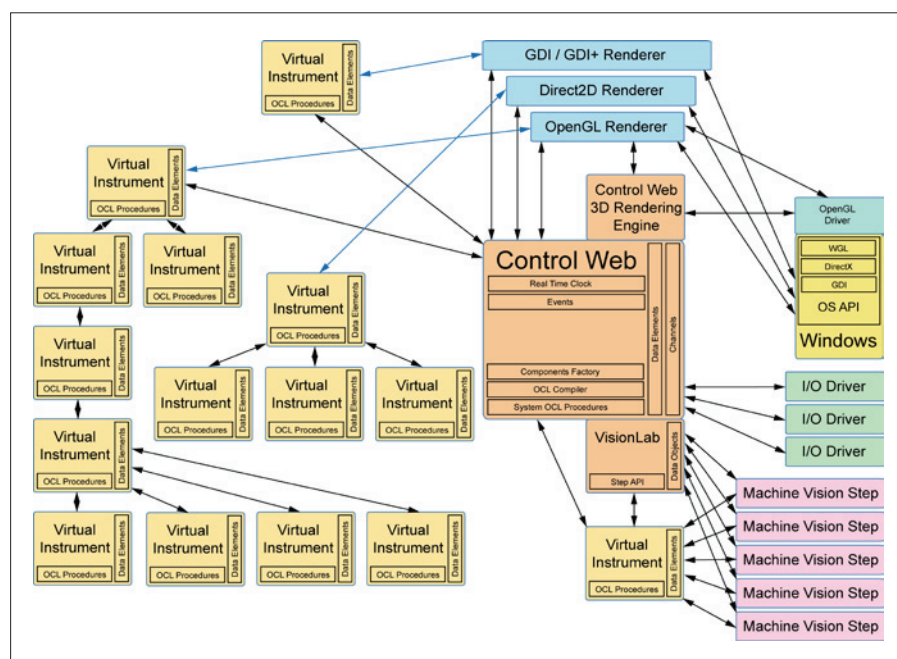 GDI / GDI+ Renderer
Direct2D Renderer
OpenGL Renderer
Virtual
Instrument
OCL Procedures
Data Elements
Virtual
Instrument
OCL Procedures
Data Elements
Virtual
Instrument
OCL Procedures
Data Elements
Virtual
Instrument
OCL Procedures
Data Elements
Virtual
Instrument
OCL Procedures
Data Elements
Virtual
Instrument
OCL Procedures
Data Elements
Virtual
Instrument
OCL Procedures
Data Elements
Virtual
Instrument
OCL Procedures
Data Elements
Virtual
Instrument
OCL Procedures
Data Elements
Virtual
Instrument
OCL Procedures
Data Elements
Virtual
Instrument
OCL Procedures
Data Elements
Virtual
Instrument
OCL Procedures
Data Elements
Virtual
Instrument
OCL Procedures
Data Elements
Virtual
Instrument
OCL Procedures
Data Elements
Control Web
3D Rendering
Engine
Control Web
Real Time Clock
Events
Components Factory
OCL Compiler
System OCL Procedures
Data Elements
Channels
VisionLab
Step API
Data Objects
Virtual
Instrument
OCL Procedures
Data Elements
OpenGL
Driver
WGL
DirectX
GDI
OS API
Windows
I/O Driver
I/O Driver
I/O Driver
Machine Vision Step
Machine Vision Step
Machine Vision Step
Machine Vision Step
Machine Vision Step